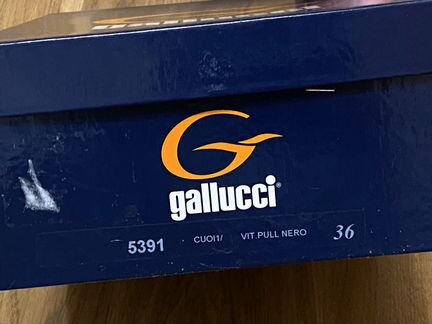 gallucci®
5391 CUOI1/ VIT.PULL NERO 36